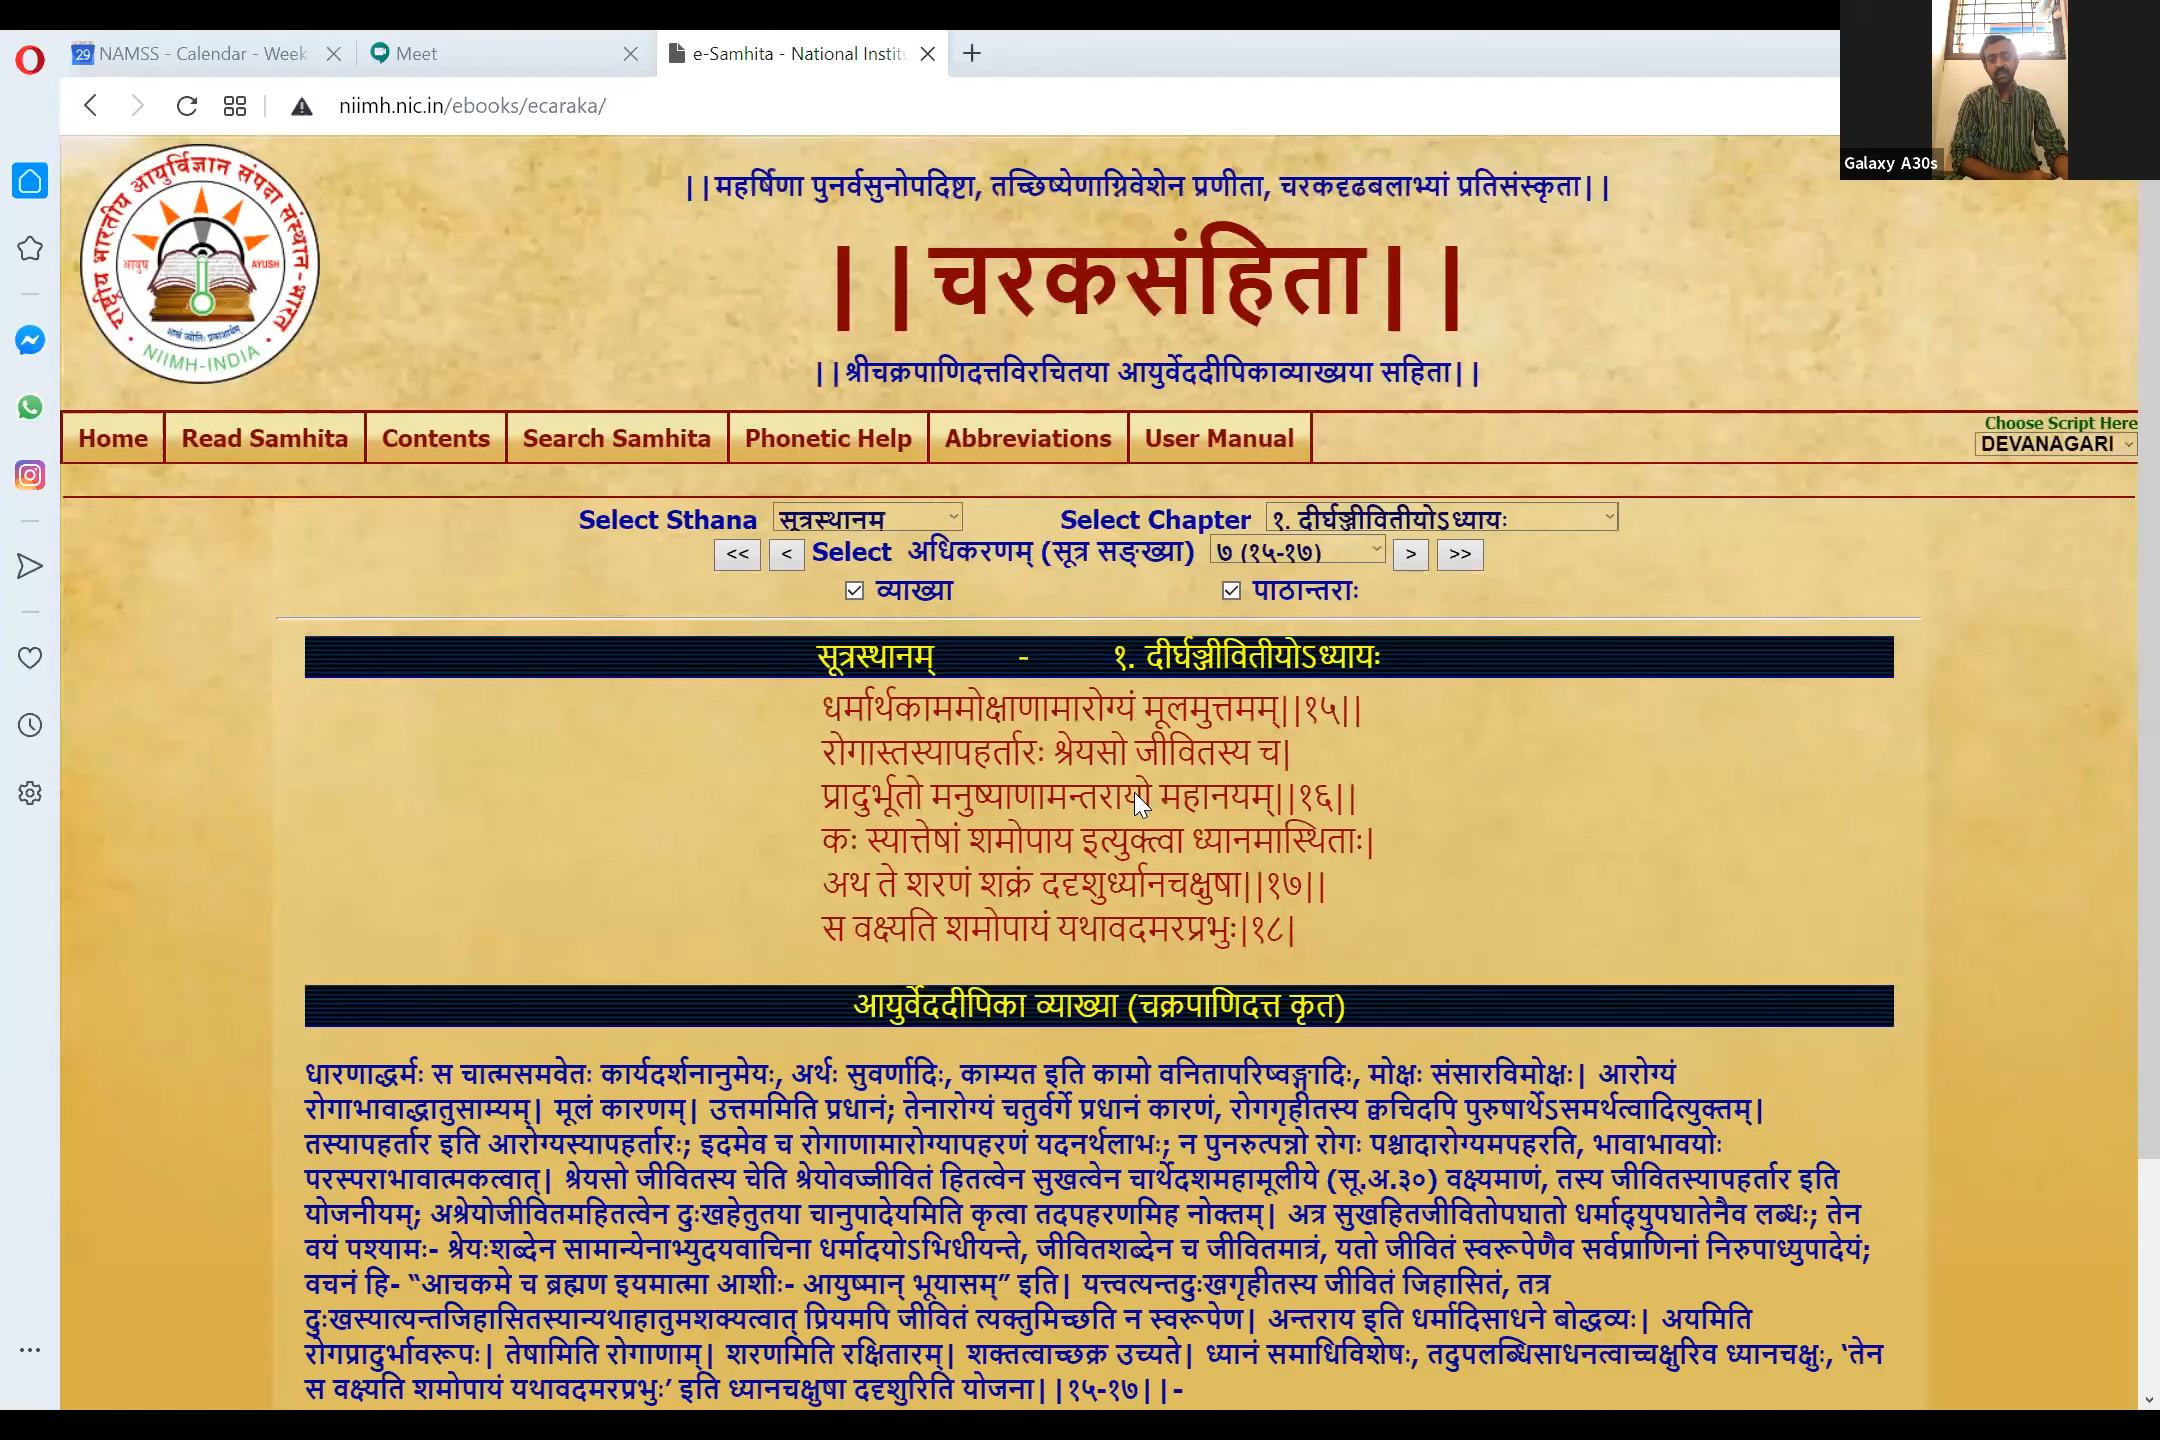 NAMSS - Calendar - Week
Meet
e-Samhita - National Institu
niimh.nic.in/ebooks/ecaraka/
Galaxy A30s
राष्ट्रीय भारतीय आयुर्विज्ञान संपदा संस्थान-भारत
आयुष
AYUSH
NIIMH-INDIA
||महर्षिणा पुनर्वसुनोपदिष्टा, तच्छिष्येणाग्निवेशेन प्रणीता, चरकदृढबलाभ्यां प्रतिसंस्कृता||
||चरकसंहिता||
||श्रीचक्रपाणिदत्तविरचितया आयुर्वेददीपिकाव्याख्यया सहिता||
Home Read Samhita Contents Search Samhita Phonetic Help Abbreviations User Manual
Choose Script Here
DEVANAGARI
Select Sthana सूत्रस्थानम Select Chapter १. दीर्घञ्जीवितीयोऽध्यायः
<< < Select अधिकरणम् (सूत्र सङ्ख्या) ७ (१५-१७) > >>
व्याख्या पाठान्तराः
सूत्रस्थानम् - १. दीर्घञ्जीवितीयोऽध्यायः
धर्मार्थकाममोक्षाणामारोग्यं मूलमुत्तमम्||१५||
रोगास्तस्यापहर्तारः श्रेयसो जीवितस्य च|
प्रादुर्भूतो मनुष्याणामन्तरायो महानयम्||१६||
कः स्यात्तेषां शमोपाय इत्युक्त्वा ध्यानमास्थिताः|
अथ ते शरणं शक्रं ददृशुर्ध्यानचक्षुषा||१७||
स वक्ष्यति शमोपायं यथावदमरप्रभुः|१८|
आयुर्वेददीपिका व्याख्या (चक्रपाणिदत्त कृत)
धारणाद्धर्मः स चात्मसमवेतः कार्यदर्शनानुमेयः, अर्थः सुवर्णादिः, काम्यत इति कामो वनितापरिष्वङ्गादिः, मोक्षः संसारविमोक्षः| आरोग्यं
रोगाभावाद्धातुसाम्यम्| मूलं कारणम्| उत्तममिति प्रधानं; तेनारोग्यं चतुर्वर्गे प्रधानं कारणं, रोगगृहीतस्य क्वचिदपि पुरुषार्थेऽसमर्थत्वादित्युक्तम्|
तस्यापहर्तार इति आरोग्यस्यापहर्तारः; इदमेव च रोगाणामारोग्यापहरणं यदनर्थलाभः; न पुनरुत्पन्नो रोगः पश्चादारोग्यमपहरति, भावाभावयोः
परस्पराभावात्मकत्वात्| श्रेयसो जीवितस्य चेति श्रेयोवज्जीवितं हितत्वेन सुखत्वेन चार्थेदशमहामूलीये (सू.अ.३०) वक्ष्यमाणं, तस्य जीवितस्यापहर्तार इति
योजनीयम्; अश्रेयोजीवितमहितत्वेन दुःखहेतुतया चानुपादेयमिति कृत्वा तदपहरणमिह नोक्तम्| अत्र सुखहितजीवितोपघातो धर्माद्युपघातेनैव लब्धः; तेन
वयं पश्यामः- श्रेयःशब्देन सामान्येनाभ्युदयवाचिना धर्मादयोऽभिधीयन्ते, जीवितशब्देन च जीवितमात्रं, यतो जीवितं स्वरूपेणैव सर्वप्राणिनां निरुपाध्युपादेयं;
वचनं हि- “आचकमे च ब्रह्मण इयमात्मा आशीः- आयुष्मान् भूयासम्” इति| यत्त्वत्यन्तदुःखगृहीतस्य जीवितं जिहासितं, तत्र
दुःखस्यात्यन्तजिहासितस्यान्यथाहातुमशक्यत्वात् प्रियमपि जीवितं त्यक्तुमिच्छति न स्वरूपेण| अन्तराय इति धर्मादिसाधने बोद्धव्यः| अयमिति
रोगप्रादुर्भावरूपः| तेषामिति रोगाणाम्| शरणमिति रक्षितारम्| शक्तत्वाच्छक्र उच्यते| ध्यानं समाधिविशेषः, तदुपलब्धिसाधनत्वाच्चक्षुरिव ध्यानचक्षुः, ‘तेन
स वक्ष्यति शमोपायं यथावदमरप्रभुः’ इति ध्यानचक्षुषा ददृशुरिति योजना||१५-१७||-